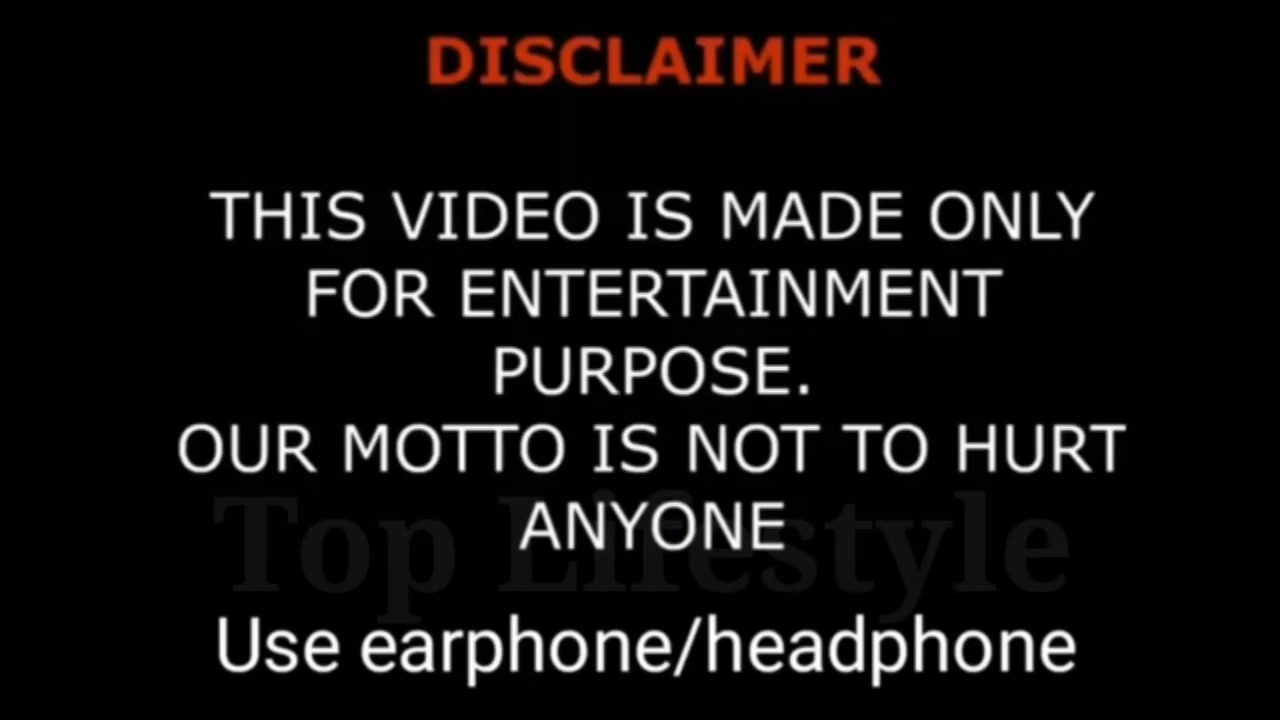 DISCLAIMER
THIS VIDEO IS MADE ONLY
FOR ENTERTAINMENT
PURPOSE.
OUR MOTTO IS NOT TO HURT
ANYONE
Top Lifestyle
Use earphone/headphone